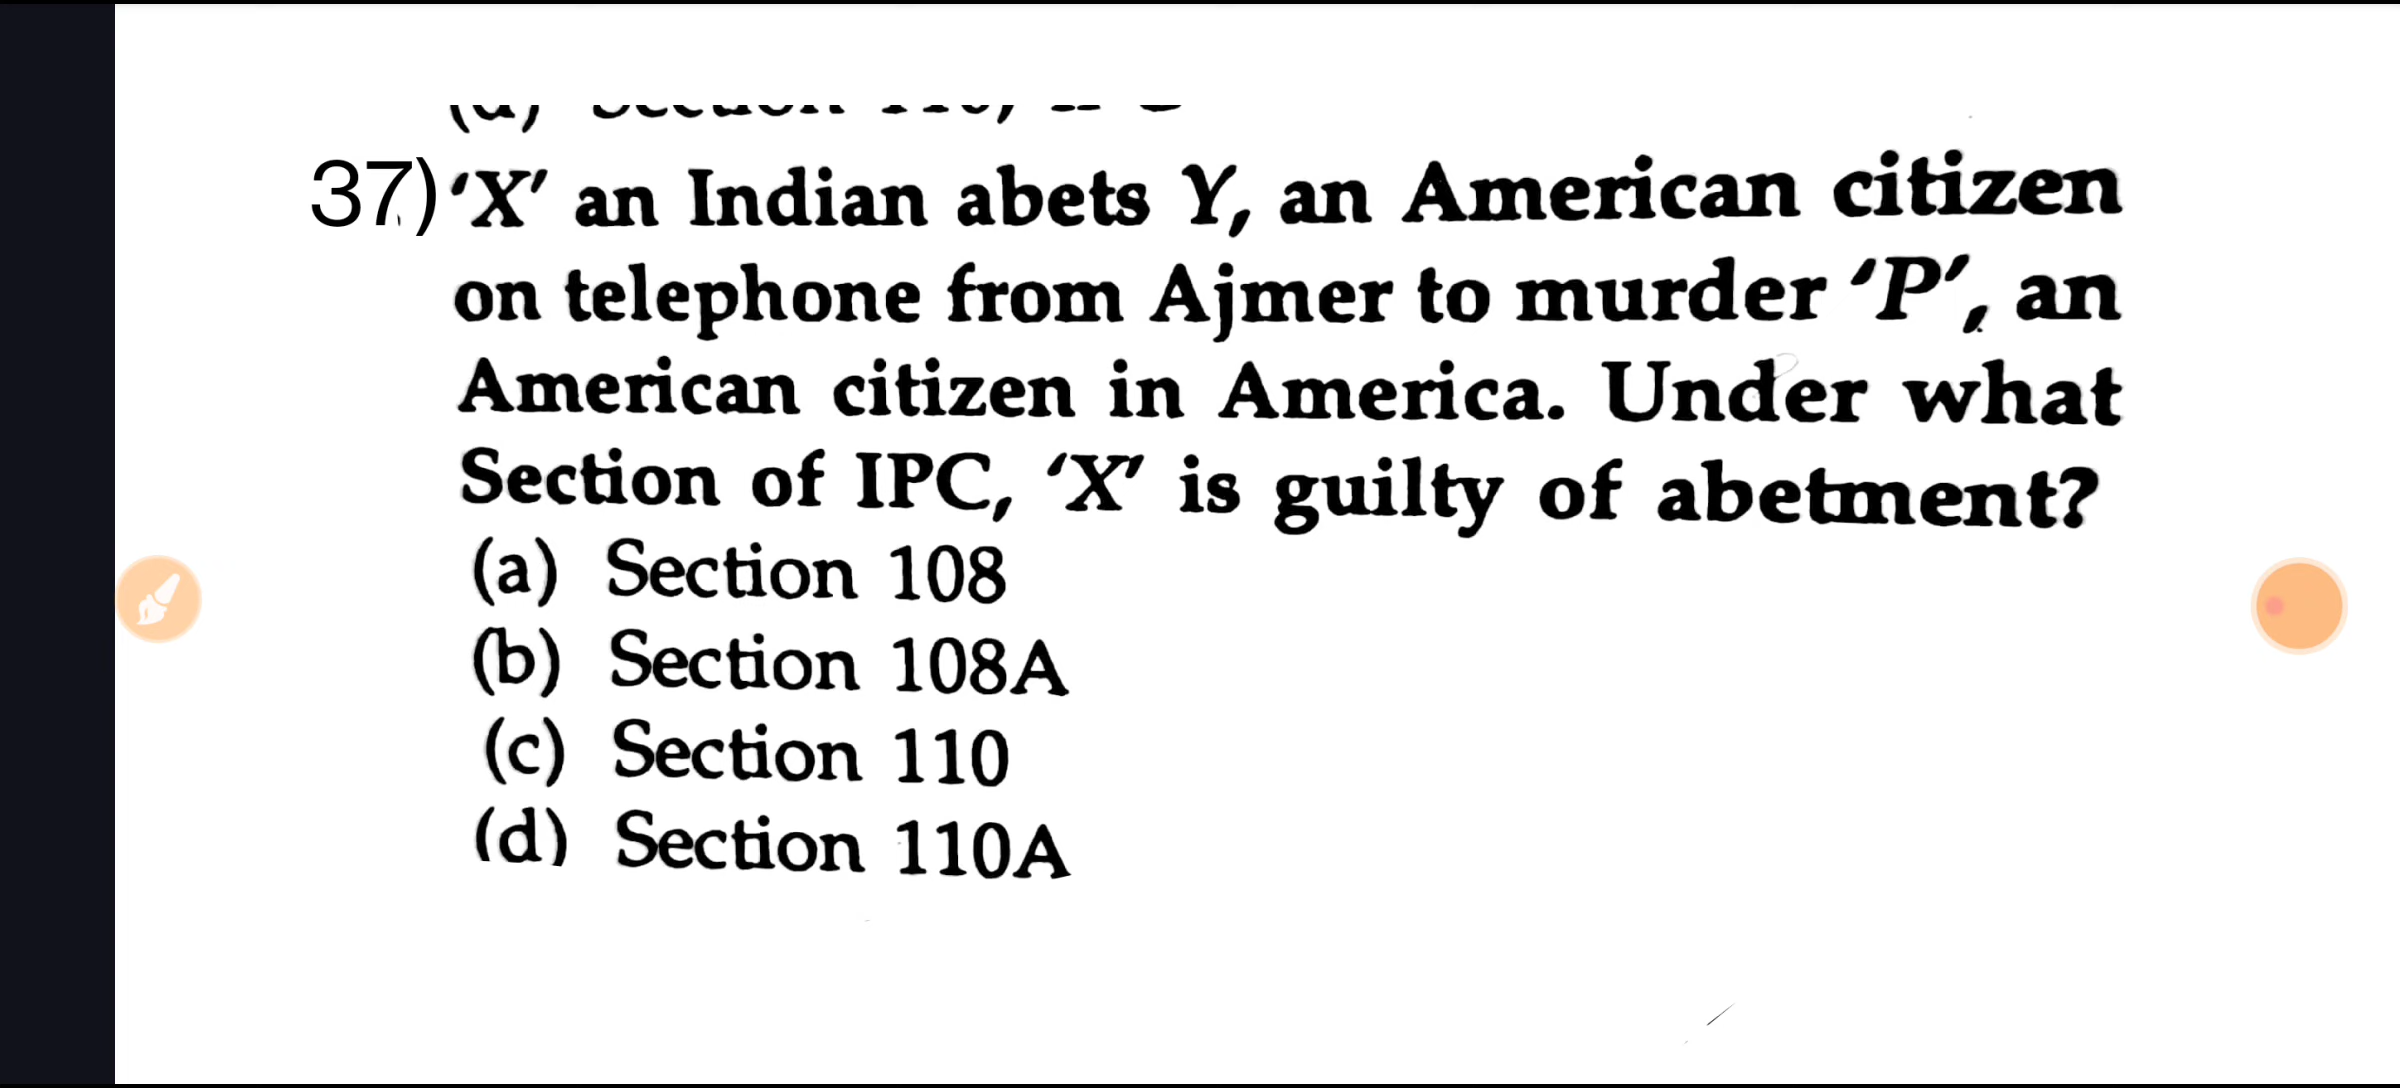 37) ‘X’ an Indian abets Y, an American citizen
on telephone from Ajmer to murder ‘P’, an
American citizen in America. Under what
Section of IPC, ‘X’ is guilty of abetment?
(a) Section 108
(b) Section 108A
(c) Section 110
(d) Section 110A